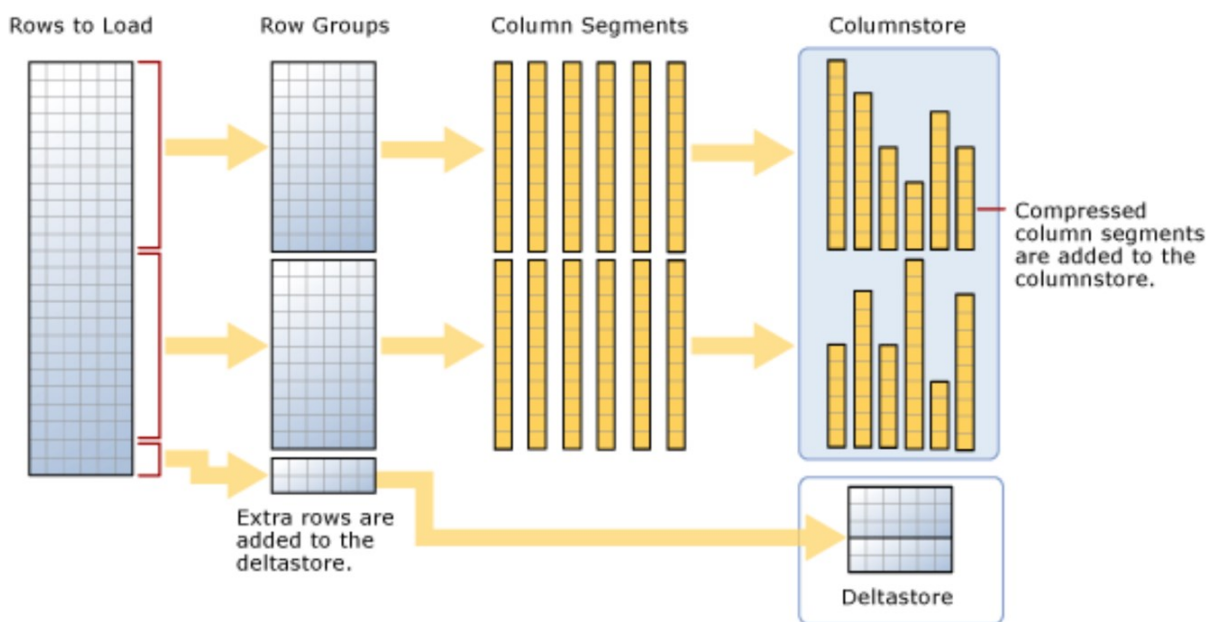 Rows to Load
Row Groups
Column Segments
Columnstore
Compressed
column segments
are added to the
columnstore.
Extra rows are
added to the
deltastore.
Deltastore